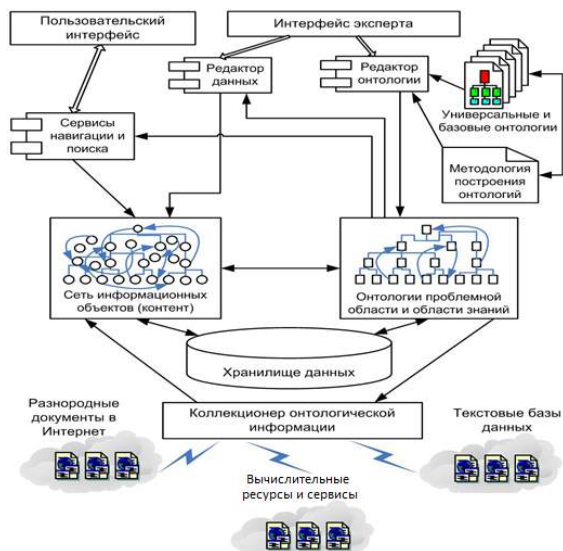 Пользовательский
интерфейс
Интерфейс эксперта
Редактор
данных
Редактор
онтологии
Сервисы
навигации и
поиска
Универсальные и
базовые онтологии
Методология
построения
онтологий
Сеть информационных
объектов (контент)
Онтологии проблемной
области и области знаний
Хранилище данных
Разнородные
документы в
Интернет
Коллекционер онтологической
информации
Текстовые базы
данных
Вычислительные
ресурсы и сервисы